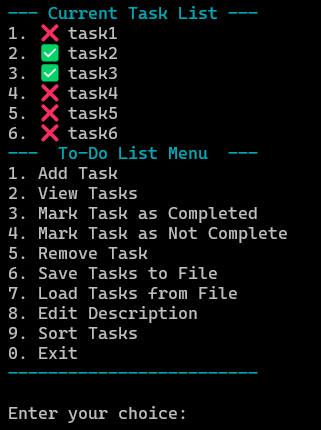 --- Current Task List ---
1. ❌ task1
2. ✅ task2
3. ✅ task3
4. ❌ task4
5. ❌ task5
6. ❌ task6
---  To-Do List Menu  ---
1. Add Task
2. View Tasks
3. Mark Task as Completed
4. Mark Task as Not Complete
5. Remove Task
6. Save Tasks to File
7. Load Tasks from File
8. Edit Description
9. Sort Tasks
0. Exit
-------------------------
Enter your choice: